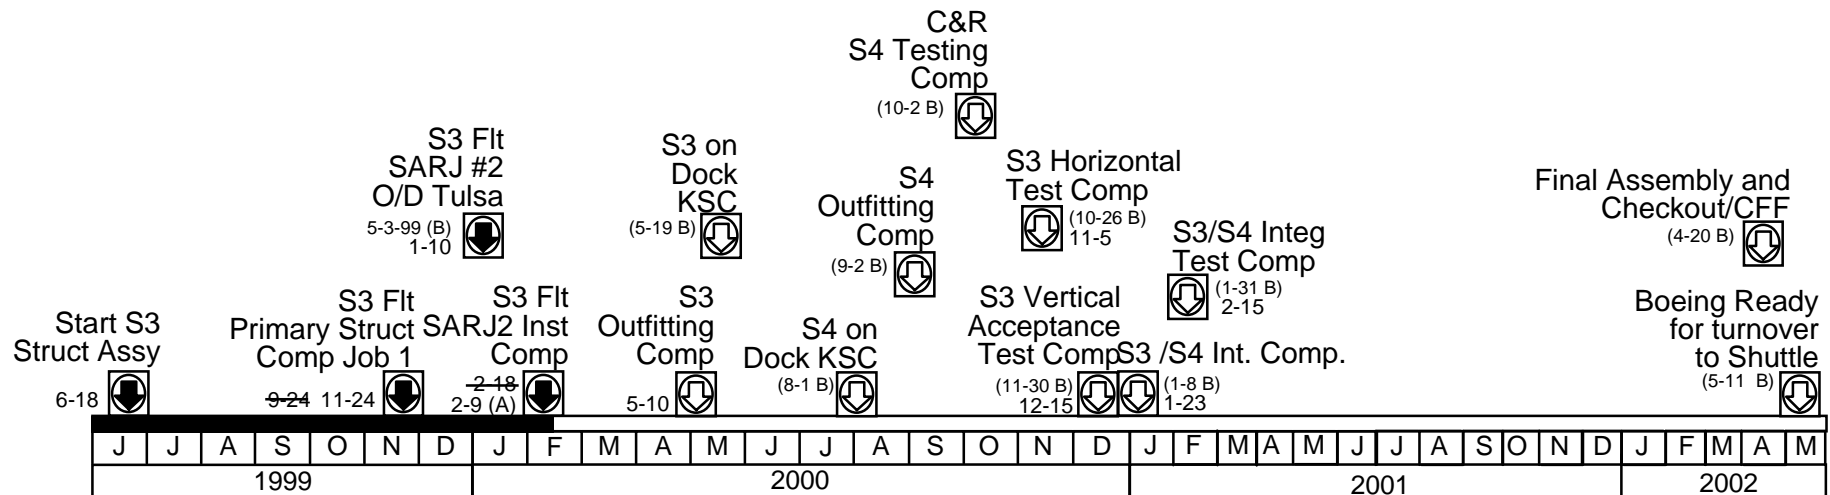 C&R
S4 Testing
Comp
(10-2 B)
S3 Flt
SARJ #2
O/D Tulsa
5-3-99 (B)
1-10
S3 on
Dock
KSC
(5-19 B)
S4
Outfitting
Comp
(9-2 B)
S3 Horizontal
Test Comp
(10-26 B)
11-5
S3/S4 Integ
Test Comp
(1-31 B)
2-15
Final Assembly and
Checkout/CFF
(4-20 B)
Start S3
Struct Assy
6-18
S3 Flt
Primary Struct
Comp Job 1
9-24 11-24
S3 Flt
SARJ2 Inst
Comp
2-18
2-9 (A)
S3
Outfitting
Comp
5-10
S4 on
Dock KSC
(8-1 B)
S3 Vertical
Acceptance
Test Comp
(11-30 B)
12-15
S3 /S4 Int. Comp.
(1-8 B)
1-23
Boeing Ready
for turnover
to Shuttle
(5-11 B)
J J A S O N D J F M A M J J A S O N D J F M A M J J A S O N D J F M A M
1999 2000 2001 2002